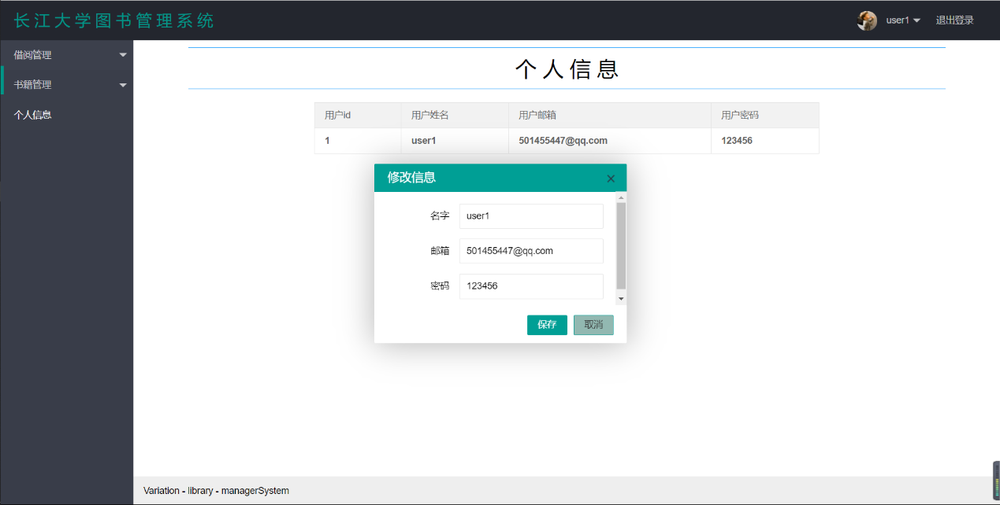 长江大学图书管理系统
user1
退出登录
借阅管理
书籍管理
个人信息
个人信息
用户id 用户姓名 用户邮箱 用户密码
1 user1 501455447@qq.com 123456
修改信息
名字 user1
邮箱 501455447@qq.com
密码 123456
保存 取消
Variation - library - managerSystem